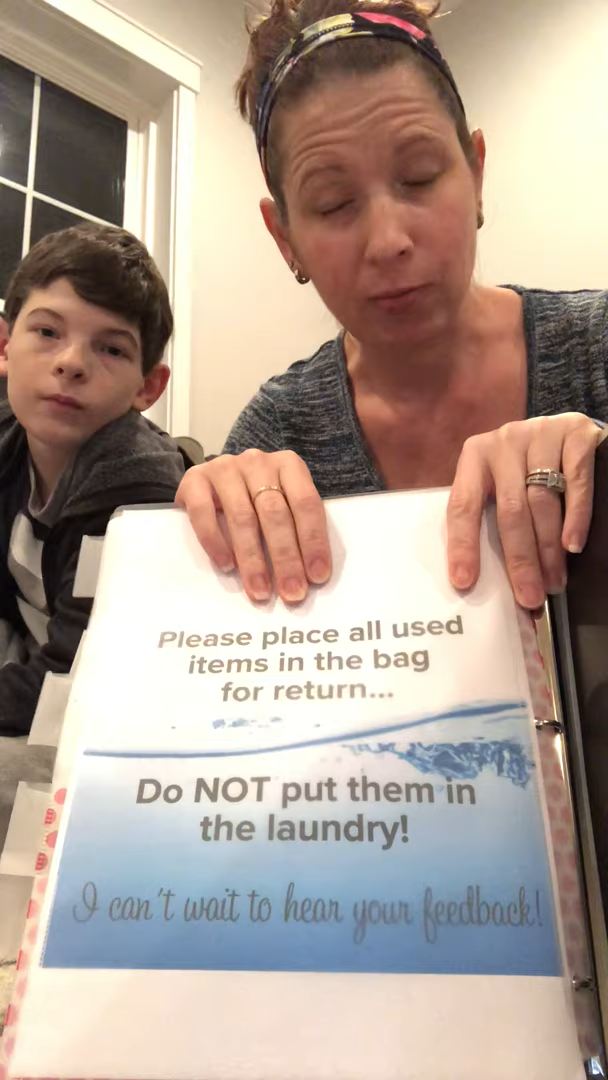 Please place all used
items in the bag
for return...
Do NOT put them in
the laundry!
I can't wait to hear your feedback!